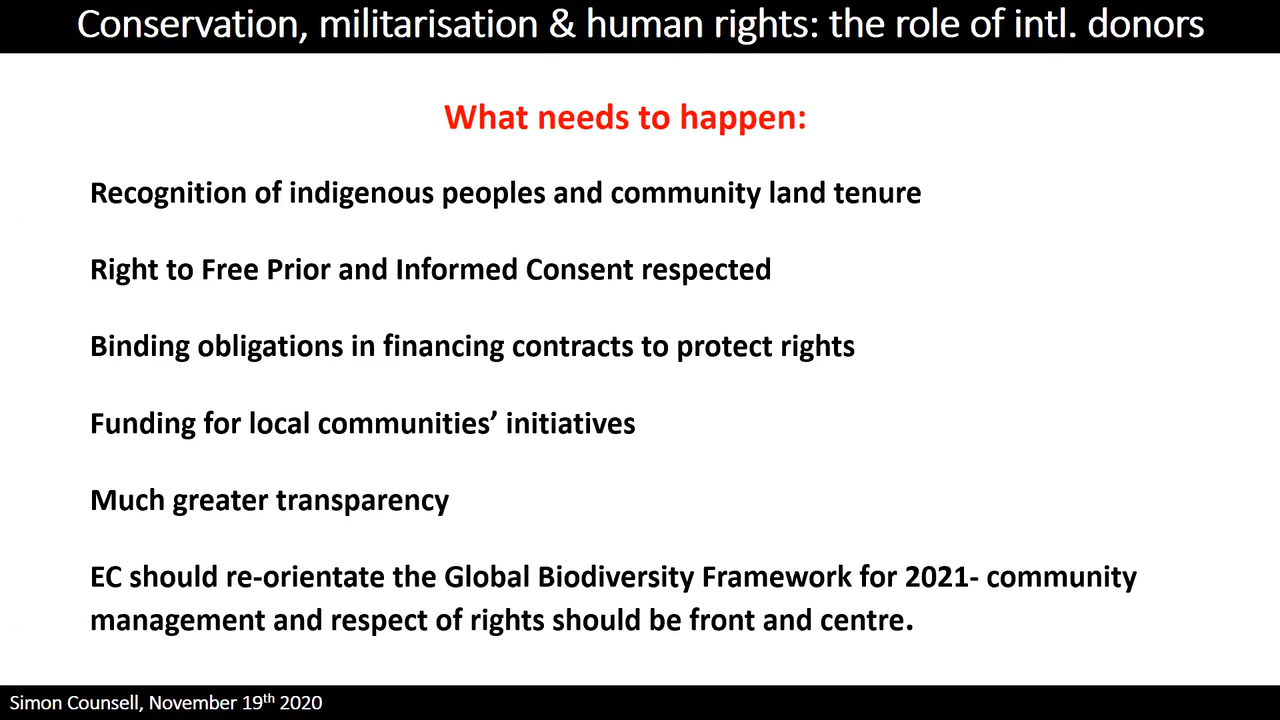 Conservation, militarisation & human rights: the role of intl. donors
What needs to happen:
Recognition of indigenous peoples and community land tenure
Right to Free Prior and Informed Consent respected
Binding obligations in financing contracts to protect rights
Funding for local communities’ initiatives
Much greater transparency
EC should re-orientate the Global Biodiversity Framework for 2021- community
management and respect of rights should be front and centre.
Simon Counsell, November 19th 2020